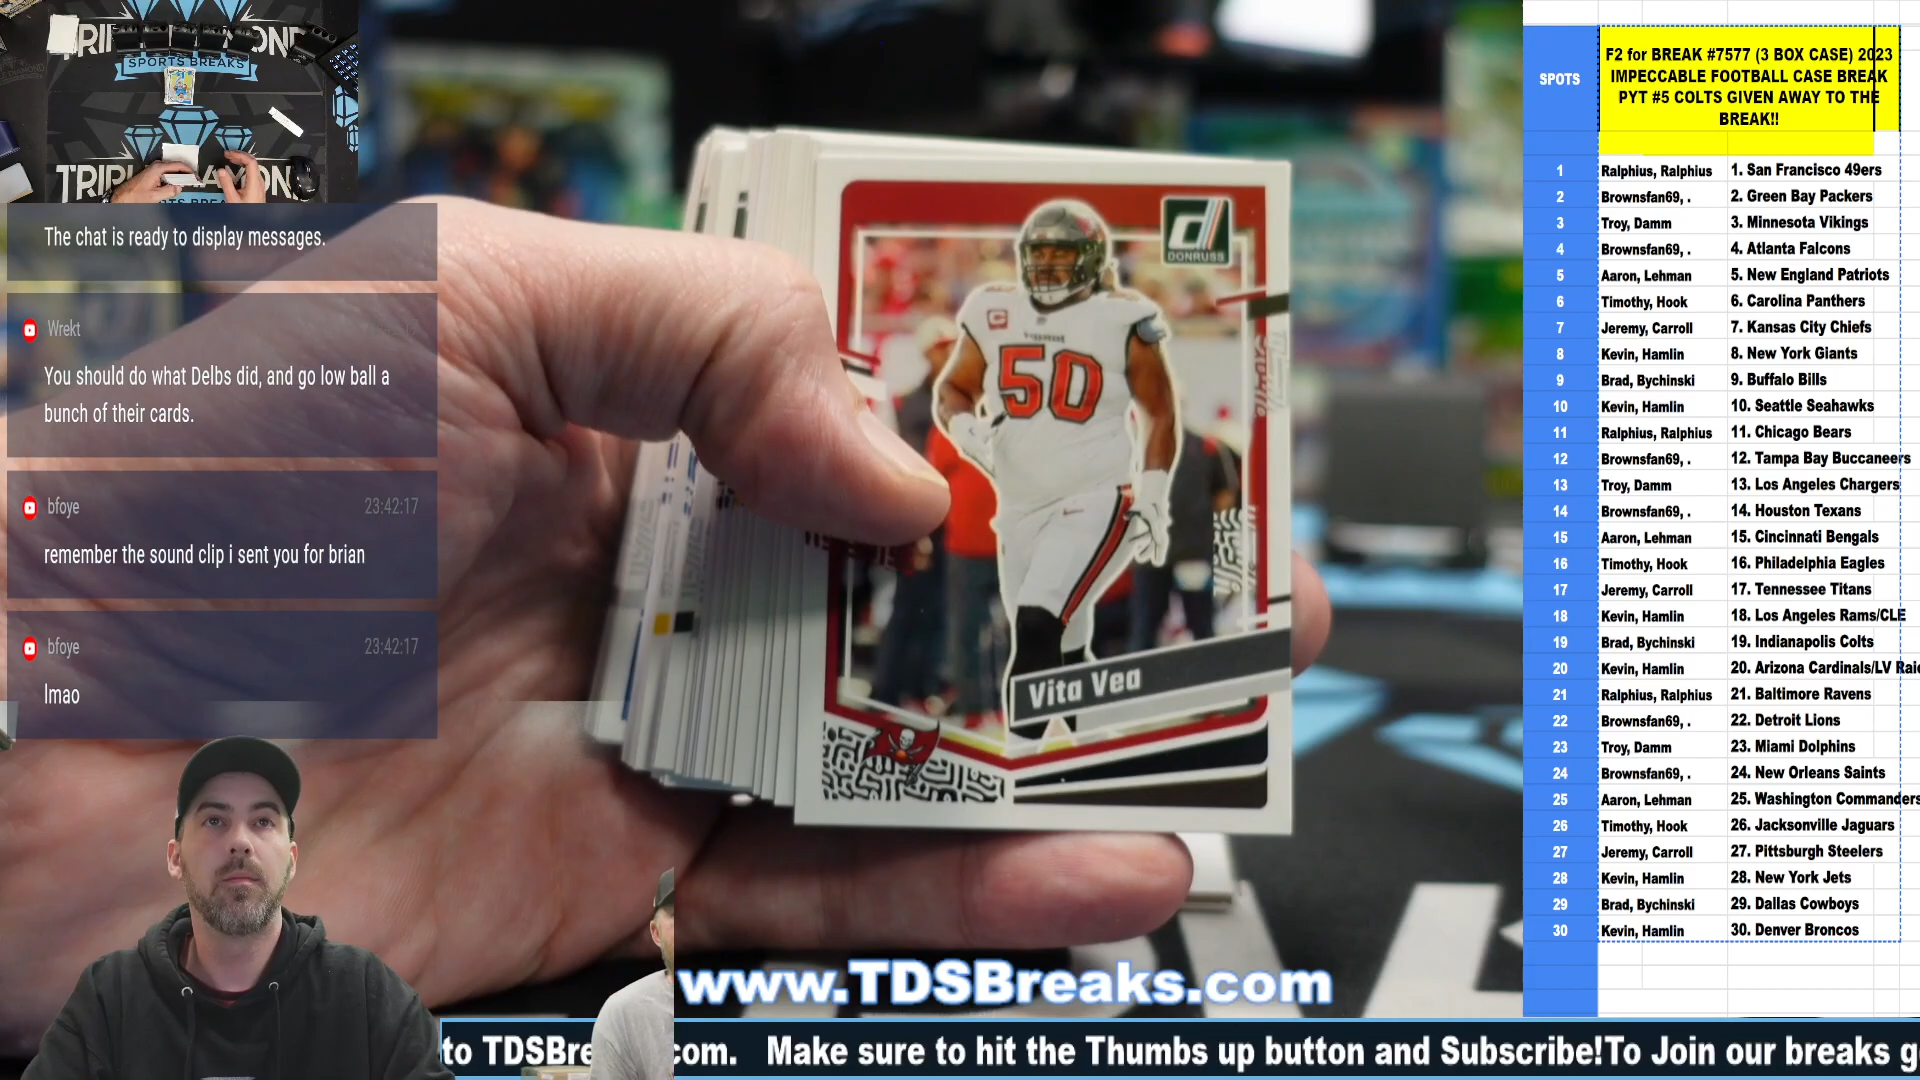 SPORTS BREAKS
The chat is ready to display messages.
Wrekt
You should do what Delbs did, and go low ball a
bunch of their cards.
bfoye 23:42:17
remember the sound clip i sent you for brian
bfoye 23:42:17
lmao
DONRUSS
C
50
Vita Vea
www.TDSBreaks.com
com. Make sure to hit the Thumbs up button and Subscribe!To Join our breaks g
SPOTS
F2 for BREAK #7577 (3 BOX CASE) 2023
IMPECCABLE FOOTBALL CASE BREAK
PYT #5 COLTS GIVEN AWAY TO THE
BREAK!!
1 Ralphius, Ralphius 1. San Francisco 49ers
2 Brownsfan69, . 2. Green Bay Packers
3 Troy, Damm 3. Minnesota Vikings
4 Brownsfan69, . 4. Atlanta Falcons
5 Aaron, Lehman 5. New England Patriots
6 Timothy, Hook 6. Carolina Panthers
7 Jeremy, Carroll 7. Kansas City Chiefs
8 Kevin, Hamlin 8. New York Giants
9 Brad, Bychinski 9. Buffalo Bills
10 Kevin, Hamlin 10. Seattle Seahawks
11 Ralphius, Ralphius 11. Chicago Bears
12 Brownsfan69, . 12. Tampa Bay Buccaneers
13 Troy, Damm 13. Los Angeles Chargers
14 Brownsfan69, . 14. Houston Texans
15 Aaron, Lehman 15. Cincinnati Bengals
16 Timothy, Hook 16. Philadelphia Eagles
17 Jeremy, Carroll 17. Tennessee Titans
18 Kevin, Hamlin 18. Los Angeles Rams/CLE
19 Brad, Bychinski 19. Indianapolis Colts
20 Kevin, Hamlin 20. Arizona Cardinals/LV Raid
21 Ralphius, Ralphius 21. Baltimore Ravens
22 Brownsfan69, . 22. Detroit Lions
23 Troy, Damm 23. Miami Dolphins
24 Brownsfan69, . 24. New Orleans Saints
25 Aaron, Lehman 25. Washington Commanders
26 Timothy, Hook 26. Jacksonville Jaguars
27 Jeremy, Carroll 27. Pittsburgh Steelers
28 Kevin, Hamlin 28. New York Jets
29 Brad, Bychinski 29. Dallas Cowboys
30 Kevin, Hamlin 30. Denver Broncos